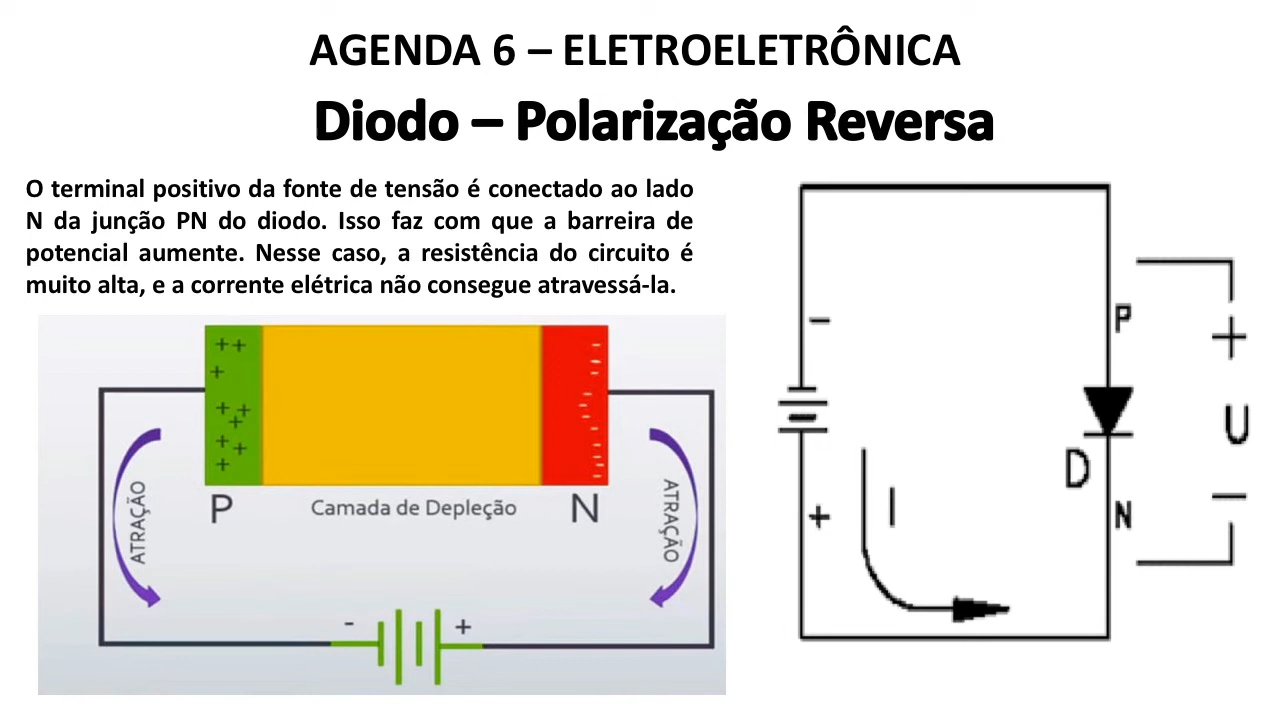 AGENDA 6 – ELETROELETRÔNICA
Diodo – Polarização Reversa
O terminal positivo da fonte de tensão é conectado ao lado
N da junção PN do diodo. Isso faz com que a barreira de
potencial aumente. Nesse caso, a resistência do circuito é
muito alta, e a corrente elétrica não consegue atravessá-la.
ATRAÇÃO
P
Camada de Depleção
N
ATRAÇÃO
-
+
–
+
I
P
D
N
+
U
–